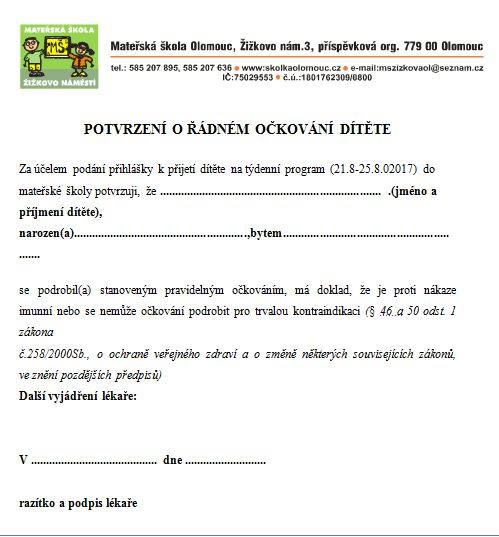 MATEŘSKÁ ŠKOLA
MŠ
ŽIŽKOVO NÁMĚSTÍ
Mateřská škola Olomouc, Žižkovo nám.3, příspěvková org. 779 00 Olomouc
tel.: 585 207 895, 585 207 636 ● www:skolkaolomouc.cz ● e-mail:mszizkovaol@seznam.cz
IČ:75029553 ● č.ú.:1801762309/0800
POTVRZENÍ O ŘÁDNÉM OČKOVÁNÍ DÍTĚTE
Za účelem podání přihlášky k přijetí dítěte na týdenní program (21.8-25.8.02017) do
mateřské školy potvrzuji, že .......................................................................... .(jméno a
příjmení dítěte),
narozen(a).........................................................,bytem........................................................
.......
se podrobil(a) stanoveným pravidelným očkováním, má doklad, že je proti nákaze
imunní nebo se nemůže očkování podrobit pro trvalou kontraindikaci (§ 46 a 50 odst. 1
zákona
č.258/2000Sb., o ochraně veřejného zdraví a o změně některých souvisejících zákonů,
ve znění pozdějších předpisů)
Další vyjádření lékaře:
V .......................................... dne ...........................
razítko a podpis lékaře